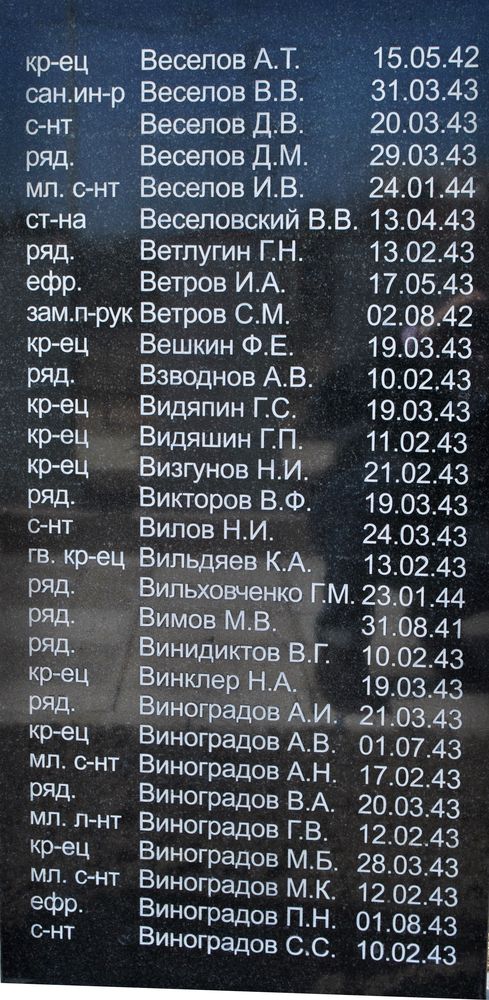 кр-ец Веселов А.Т. 15.05.42
сан.ин-р Веселов В.В. 31.03.43
с-нт Веселов Д.В. 20.03.43
ряд. Веселов Д.М. 29.03.43
мл. с-нт Веселов И.В. 24.01.44
ст-на Веселовский В.В. 13.04.43
ряд. Ветлугин Г.Н. 13.02.43
ефр. Ветров И.А. 17.05.43
зам.п-рук Ветров С.М. 02.08.42
кр-ец Вешкин Ф.Е. 19.03.43
ряд. Взводнов А.В. 10.02.43
кр-ец Видяпин Г.С. 19.03.43
кр-ец Видяшин Г.П. 11.02.43
кр-ец Визгунов Н.И. 21.02.43
ряд. Викторов В.Ф. 19.03.43
с-нт Вилов Н.И. 24.03.43
гв. кр-ец Вильдяев К.А. 13.02.43
ряд. Вильховченко Г.М. 23.01.44
ряд. Вимов М.В. 31.08.41
ряд. Винидиктов В.Г. 10.02.43
кр-ец Винклер Н.А. 19.03.43
ряд. Виноградов А.И. 21.03.43
кр-ец Виноградов А.В. 01.07.43
мл. с-нт Виноградов А.Н. 17.02.43
ряд. Виноградов В.А. 20.03.43
мл. л-нт Виноградов Г.В. 12.02.43
кр-ец Виноградов М.Б. 28.03.43
мл. с-нт Виноградов М.К. 12.02.43
ефр. Виноградов П.Н. 01.08.43
с-нт Виноградов С.С. 10.02.43